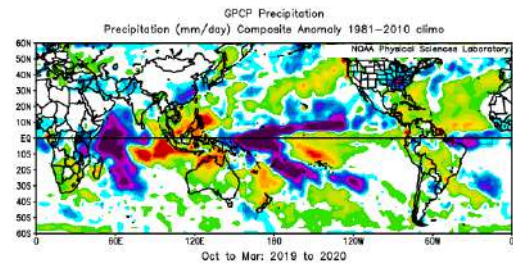 GPCP Precipitation
Precipitation (mm/day) Composite Anomaly 1981–2010 climo
NOAA Physical Sciences Laboratory
60N
50N
40N
30N
20N
10N
EQ
10S
20S
30S
40S
50S
60S
0 60E 120E 180 120W 60W 0
Oct to Mar: 2019 to 2020